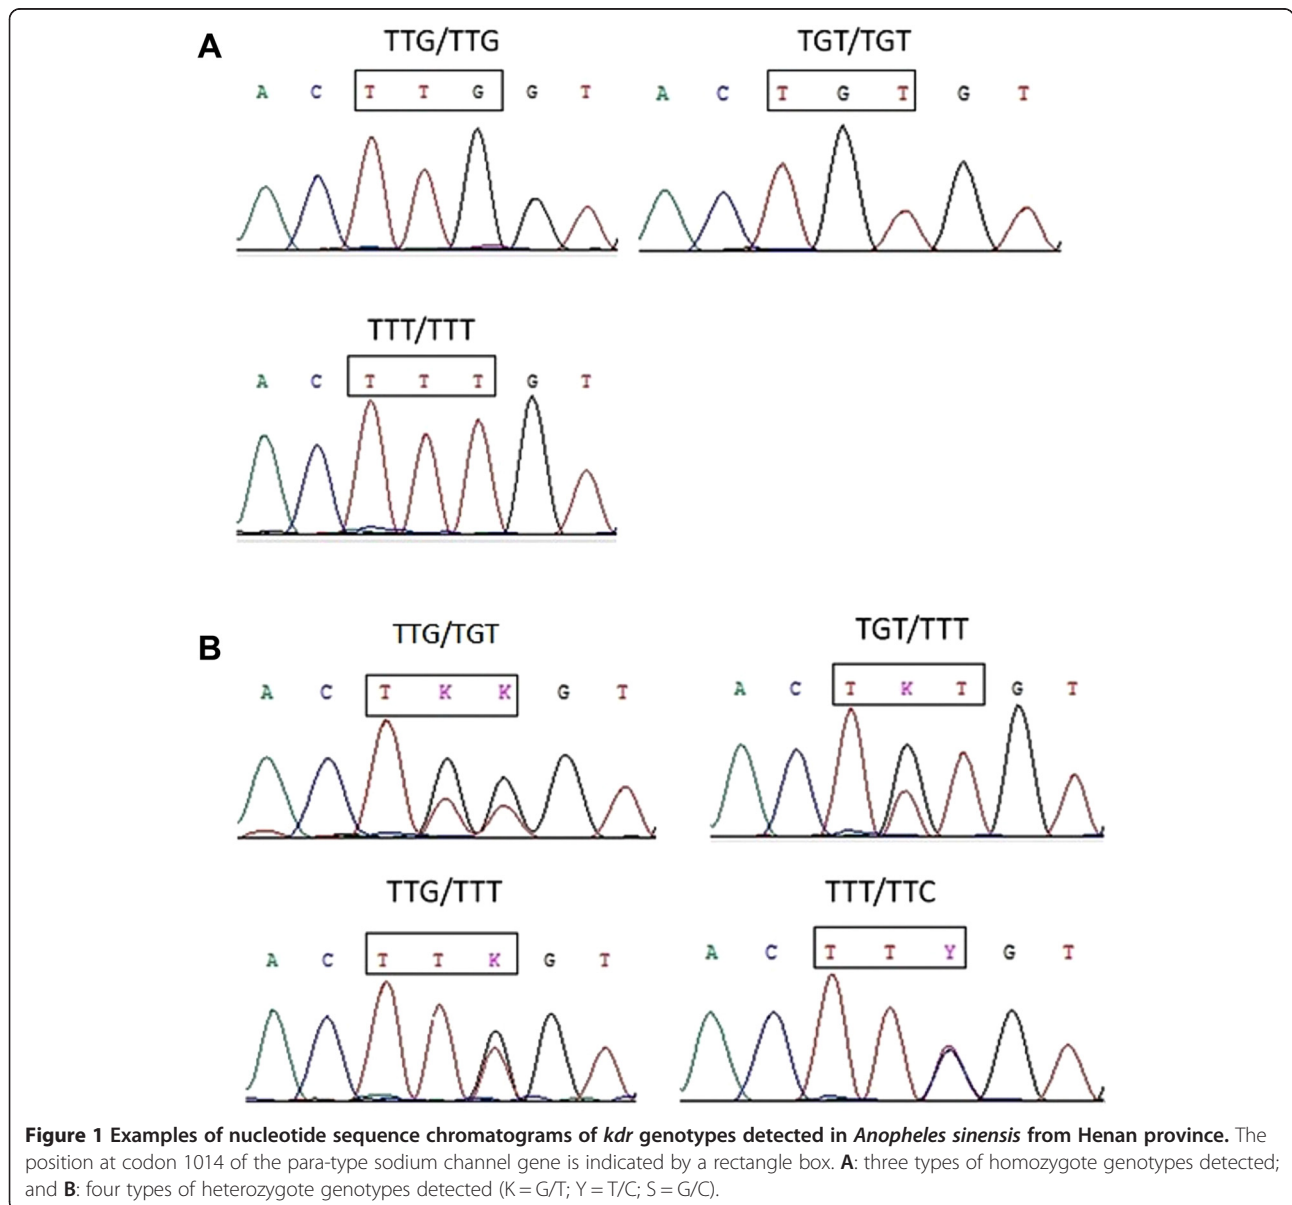 A
TTG/TTG TGT/TGT
A C T T G G T A C T G T G T
TTT/TTT
A C T T T G T
B
TTG/TGT TGT/TTT
A C T K K G T A C T K T G T
TTG/TTT TTT/TTC
A C T T K G T A C T T Y G T
Figure 1 Examples of nucleotide sequence chromatograms of kdr genotypes detected in Anopheles sinensis from Henan province. The
position at codon 1014 of the para-type sodium channel gene is indicated by a rectangle box. A: three types of homozygote genotypes detected;
and B: four types of heterozygote genotypes detected (K = G/T; Y = T/C; S = G/C).